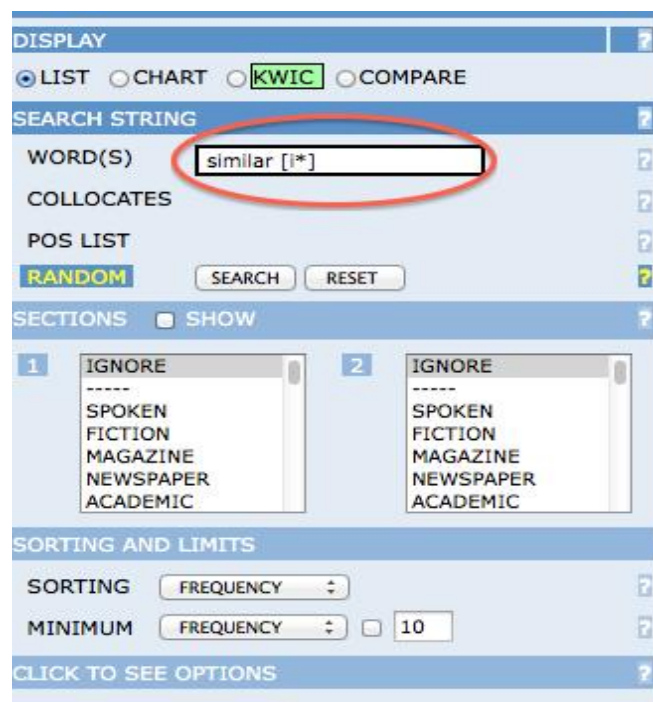 DISPLAY ?
LIST CHART KWIC COMPARE
SEARCH STRING ?
WORD(S) similar [i*] ?
COLLOCATES ?
POS LIST ?
RANDOM SEARCH RESET ?
SECTIONS SHOW ?
1 IGNORE 2 IGNORE
----- -----
SPOKEN SPOKEN
FICTION FICTION
MAGAZINE MAGAZINE
NEWSPAPER NEWSPAPER
ACADEMIC ACADEMIC
SORTING AND LIMITS
SORTING FREQUENCY ?
MINIMUM FREQUENCY 10 ?
CLICK TO SEE OPTIONS ?